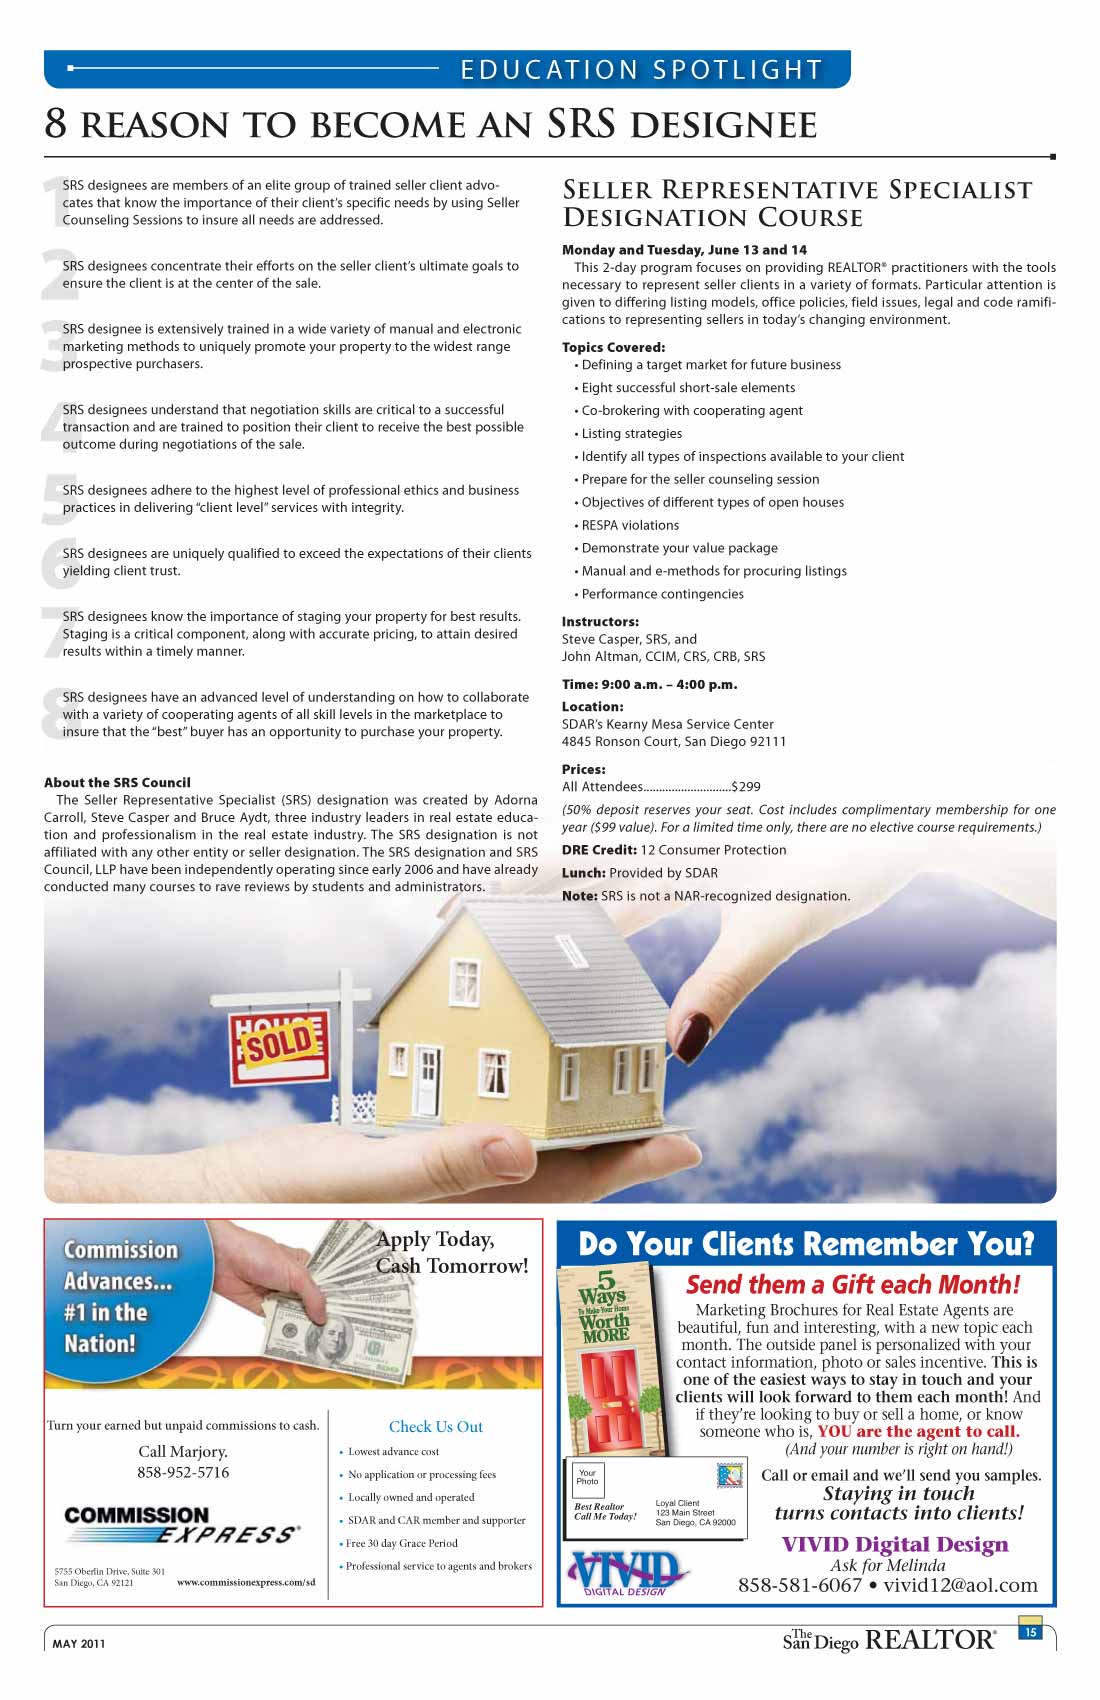 EDUCATION SPOTLIGHT
8 REASON TO BECOME AN SRS DESIGNEE
1
SRS designees are members of an elite group of trained seller client advo-
cates that know the importance of their client's specific needs by using Seller
Counseling Sessions to insure all needs are addressed.
2
SRS designees concentrate their efforts on the seller client's ultimate goals to
ensure the client is at the center of the sale.
3
SRS designee is extensively trained in a wide variety of manual and electronic
marketing methods to uniquely promote your property to the widest range
prospective purchasers.
4
SRS designees understand that negotiation skills are critical to a successful
transaction and are trained to position their client to receive the best possible
outcome during negotiations of the sale.
5
SRS designees adhere to the highest level of professional ethics and business
practices in delivering "client level" services with integrity.
6
SRS designees are uniquely qualified to exceed the expectations of their clients
yielding client trust.
7
SRS designees know the importance of staging your property for best results.
Staging is a critical component, along with accurate pricing, to attain desired
results within a timely manner.
8
SRS designees have an advanced level of understanding on how to collaborate
with a variety of cooperating agents of all skill levels in the marketplace to
insure that the "best" buyer has an opportunity to purchase your property.
About the SRS Council
The Seller Representative Specialist (SRS) designation was created by Adorna
Carroll, Steve Casper and Bruce Aydt, three industry leaders in real estate educa-
tion and professionalism in the real estate industry. The SRS designation is not
affiliated with any other entity or seller designation. The SRS designation and SRS
Council, LLP have been independently operating since early 2006 and have already
conducted many courses to rave reviews by students and administrators.
SELLER REPRESENTATIVE SPECIALIST
DESIGNATION COURSE
Monday and Tuesday, June 13 and 14
This 2-day program focuses on providing REALTOR® practitioners with the tools
necessary to represent seller clients in a variety of formats. Particular attention is
given to differing listing models, office policies, field issues, legal and code ramifi-
cations to representing sellers in today's changing environment.
Topics Covered:
• Defining a target market for future business
• Eight successful short-sale elements
• Co-brokering with cooperating agent
• Listing strategies
• Identify all types of inspections available to your client
• Prepare for the seller counseling session
• Objectives of different types of open houses
• RESPA violations
• Demonstrate your value package
• Manual and e-methods for procuring listings
• Performance contingencies
Instructors:
Steve Casper, SRS, and
John Altman, CCIM, CRS, CRB, SRS
Time: 9:00 a.m. – 4:00 p.m.
Location:
SDAR's Kearny Mesa Service Center
4845 Ronson Court, San Diego 92111
Prices:
All Attendees............................$299
(50% deposit reserves your seat. Cost includes complimentary membership for one
year ($99 value). For a limited time only, there are no elective course requirements.)
DRE Credit: 12 Consumer Protection
Lunch: Provided by SDAR
Note: SRS is not a NAR-recognized designation.
HOUSE
SOLD
Commission
Advances...
#1 in the
Nation!
Apply Today,
Cash Tomorrow!
Turn your earned but unpaid commissions to cash.
Call Marjory.
858-952-5716
COMMISSION
EXPRESS
5755 Oberlin Drive, Suite 301
San Diego, CA 92121
www.commissionexpress.com/sd
Check Us Out
• Lowest advance cost
• No application or processing fees
• Locally owned and operated
• SDAR and CAR member and supporter
• Free 30 day Grace Period
• Professional service to agents and brokers
Do Your Clients Remember You?
5
Ways
To Make Your Home
Worth
MORE
Send them a Gift each Month!
Marketing Brochures for Real Estate Agents are
beautiful, fun and interesting, with a new topic each
month. The outside panel is personalized with your
contact information, photo or sales incentive. This is
one of the easiest ways to stay in touch and your
clients will look forward to them each month! And
if they're looking to buy or sell a home, or know
someone who is, YOU are the agent to call.
(And your number is right on hand!)
Your
Photo
Best Realtor
Call Me Today!
Loyal Client
123 Main Street
San Diego, CA 92000
Call or email and we'll send you samples.
Staying in touch
turns contacts into clients!
VIVID
DIGITAL DESIGN
VIVID Digital Design
Ask for Melinda
858-581-6067 • vivid12@aol.com
MAY 2011
The San Diego REALTOR®
15